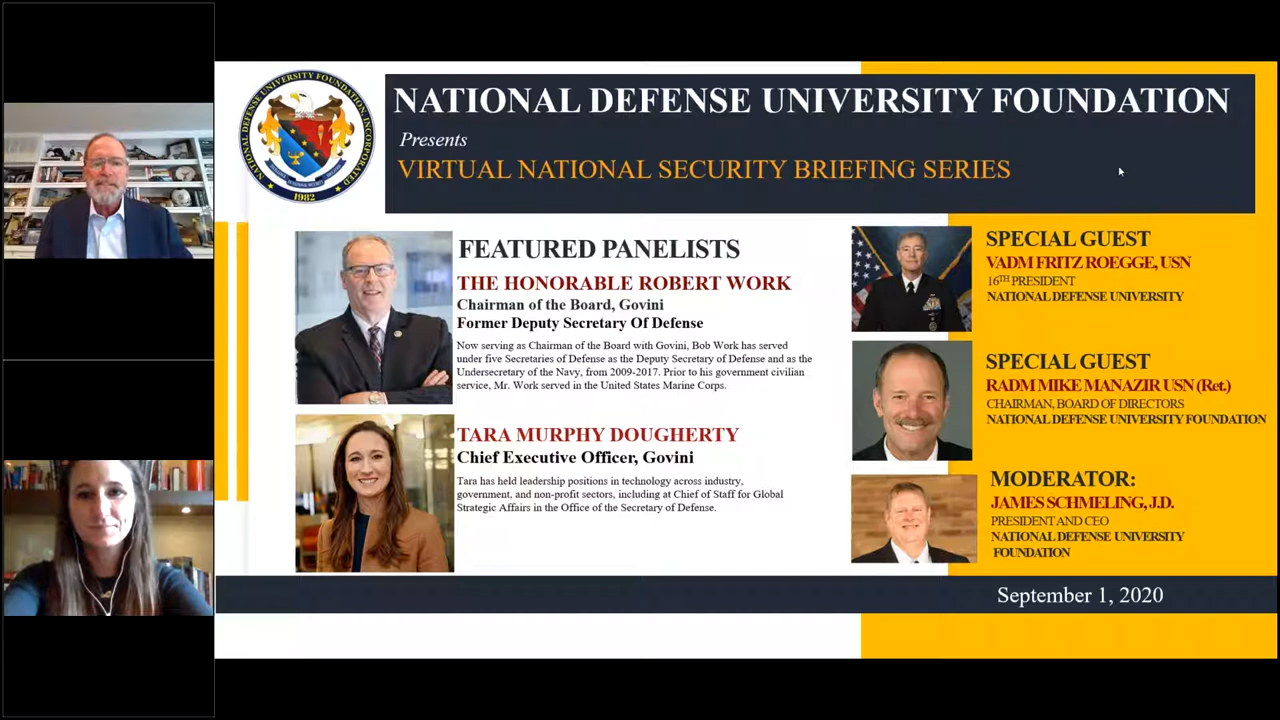 NATIONAL DEFENSE UNIVERSITY FOUNDATION INCORPORATED
1982
NATIONAL DEFENSE UNIVERSITY FOUNDATION
Presents
VIRTUAL NATIONAL SECURITY BRIEFING SERIES
FEATURED PANELISTS
THE HONORABLE ROBERT WORK
Chairman of the Board, Govini
Former Deputy Secretary Of Defense
Now serving as Chairman of the Board with Govini, Bob Work has served
under five Secretaries of Defense as the Deputy Secretary of Defense and as the
Undersecretary of the Navy, from 2009-2017. Prior to his government civilian
service, Mr. Work served in the United States Marine Corps.
TARA MURPHY DOUGHERTY
Chief Executive Officer, Govini
Tara has held leadership positions in technology across industry,
government, and non-profit sectors, including at Chief of Staff for Global
Strategic Affairs in the Office of the Secretary of Defense.
SPECIAL GUEST
VADM FRITZ ROEGGE, USN
16TH PRESIDENT
NATIONAL DEFENSE UNIVERSITY
SPECIAL GUEST
RADM MIKE MANAZIR USN (Ret.)
CHAIRMAN, BOARD OF DIRECTORS
NATIONAL DEFENSE UNIVERSITY FOUNDATION
MODERATOR:
JAMES SCHMELING, J.D.
PRESIDENT AND CEO
NATIONAL DEFENSE UNIVERSITY
FOUNDATION
September 1, 2020